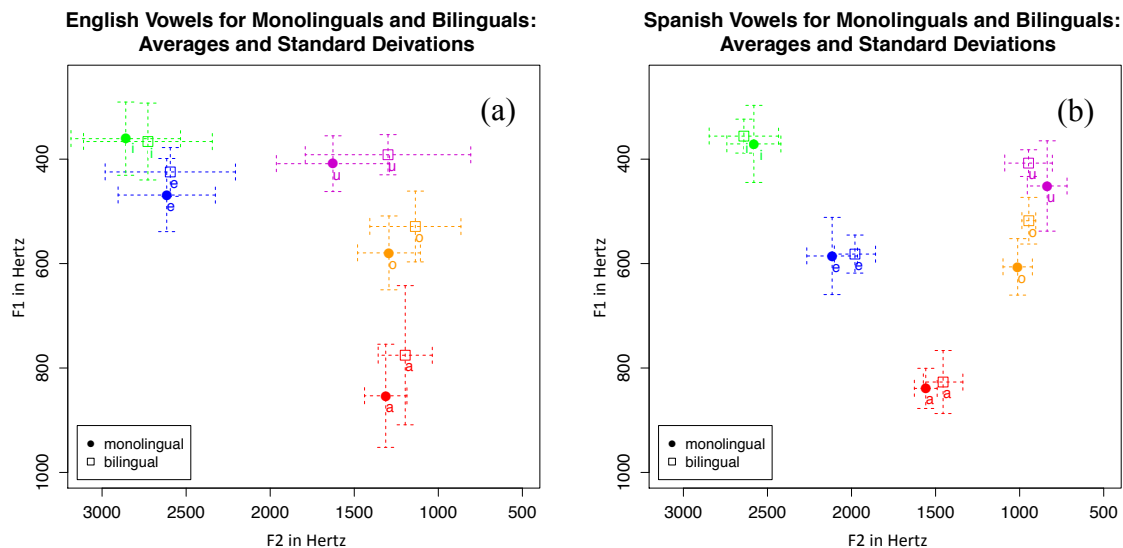 English Vowels for Monolinguals and Bilinguals:
Averages and Standard Deivations
(a)
400
600
800
1000
F1 in Hertz
i
i
e
e
u
u
o
o
a
a
monolingual
bilingual
3000 2500 2000 1500 1000 500
F2 in Hertz
Spanish Vowels for Monolinguals and Bilinguals:
Averages and Standard Deviations
(b)
400
600
800
1000
F1 in Hertz
i
i
u
u
o
e
e
o
a
a
monolingual
bilingual
3000 2500 2000 1500 1000 500
F2 in Hertz